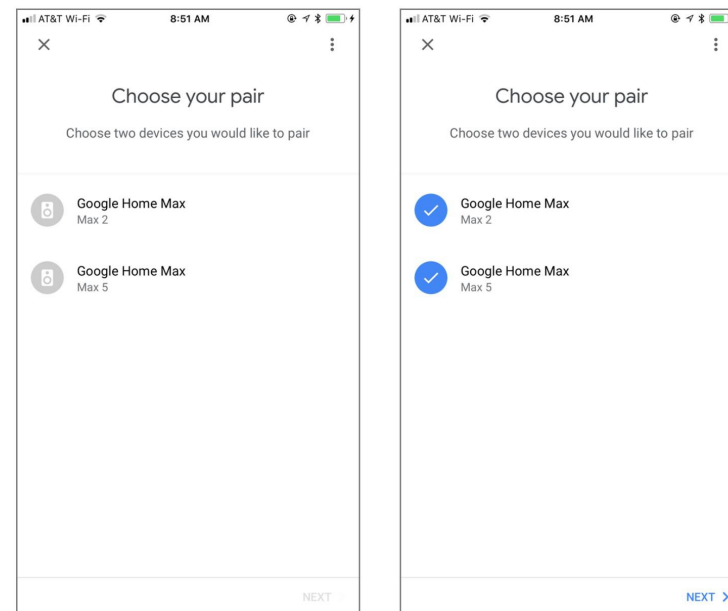 AT&T Wi-Fi 8:51 AM
Choose your pair
Choose two devices you would like to pair
Google Home Max
Max 2
Google Home Max
Max 5
NEXT
AT&T Wi-Fi 8:51 AM
Choose your pair
Choose two devices you would like to pair
Google Home Max
Max 2
Google Home Max
Max 5
NEXT